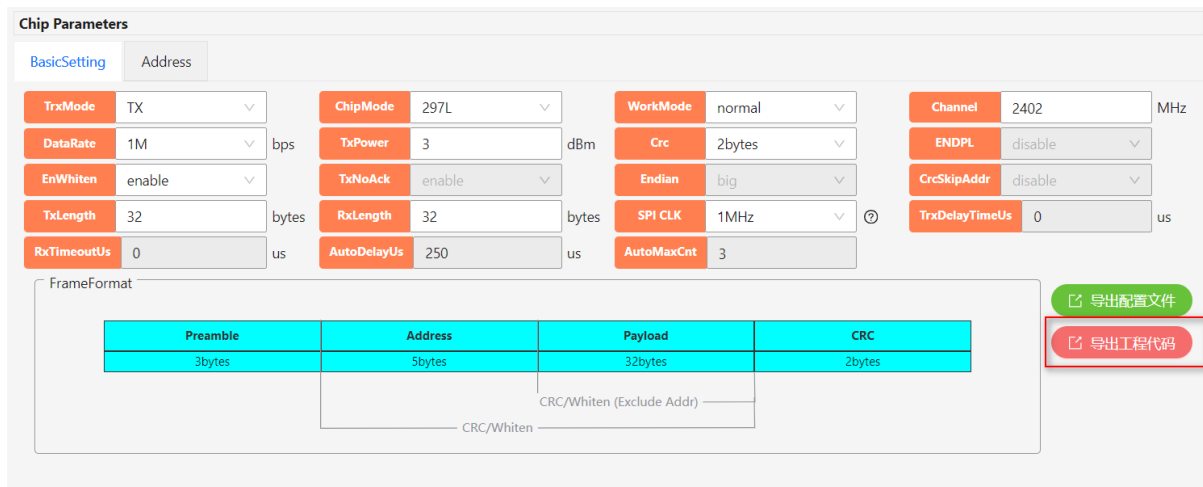 Chip Parameters
BasicSetting Address
TrxMode TX ChipMode 297L WorkMode normal Channel 2402 MHz
DataRate 1M bps TxPower 3 dBm Crc 2bytes ENDPL disable
EnWhiten enable TxNoAck enable Endian big CrcSkipAddr disable
TxLength 32 bytes RxLength 32 bytes SPI CLK 1MHz TrxDelayTimeUs 0 us
RxTimeoutUs 0 us AutoDelayUs 250 us AutoMaxCnt 3
FrameFormat
导出配置文件
Preamble Address Payload CRC
导出工程代码
3bytes 5bytes 32bytes 2bytes
CRC/Whiten (Exclude Addr)
CRC/Whiten